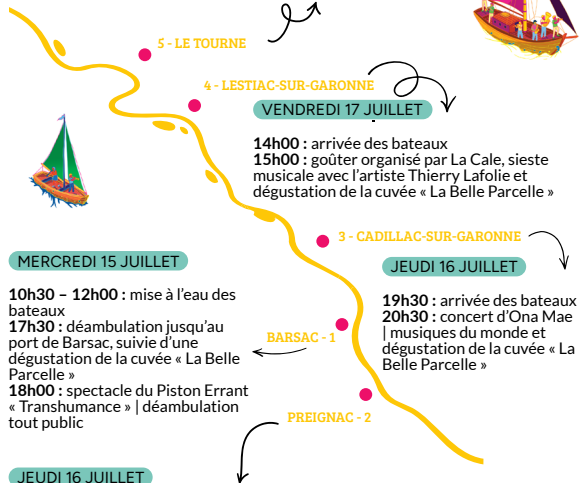 5 - LE TOURNE
4 - LESTIAC-SUR-GARONNE
VENDREDI 17 JUILLET
14h00 : arrivée des bateaux
15h00 : goûter organisé par La Cale, sieste
musicale avec l'artiste Thierry Lafolie et
dégustation de la cuvée « La Belle Parcelle »
3 - CADILLAC-SUR-GARONNE
JEUDI 16 JUILLET
19h30 : arrivée des bateaux
20h30 : concert d'Ona Mae
| musiques du monde et
dégustation de la cuvée « La
Belle Parcelle »
MERCREDI 15 JUILLET
10h30 – 12h00 : mise à l'eau des
bateaux
17h30 : déambulation jusqu'au
port de Barsac, suivie d'une
dégustation de la cuvée « La Belle
Parcelle »
18h00 : spectacle du Piston Errant
« Transhumance » | déambulation
tout public
BARSAC - 1
PREIGNAC - 2
JEUDI 16 JUILLET